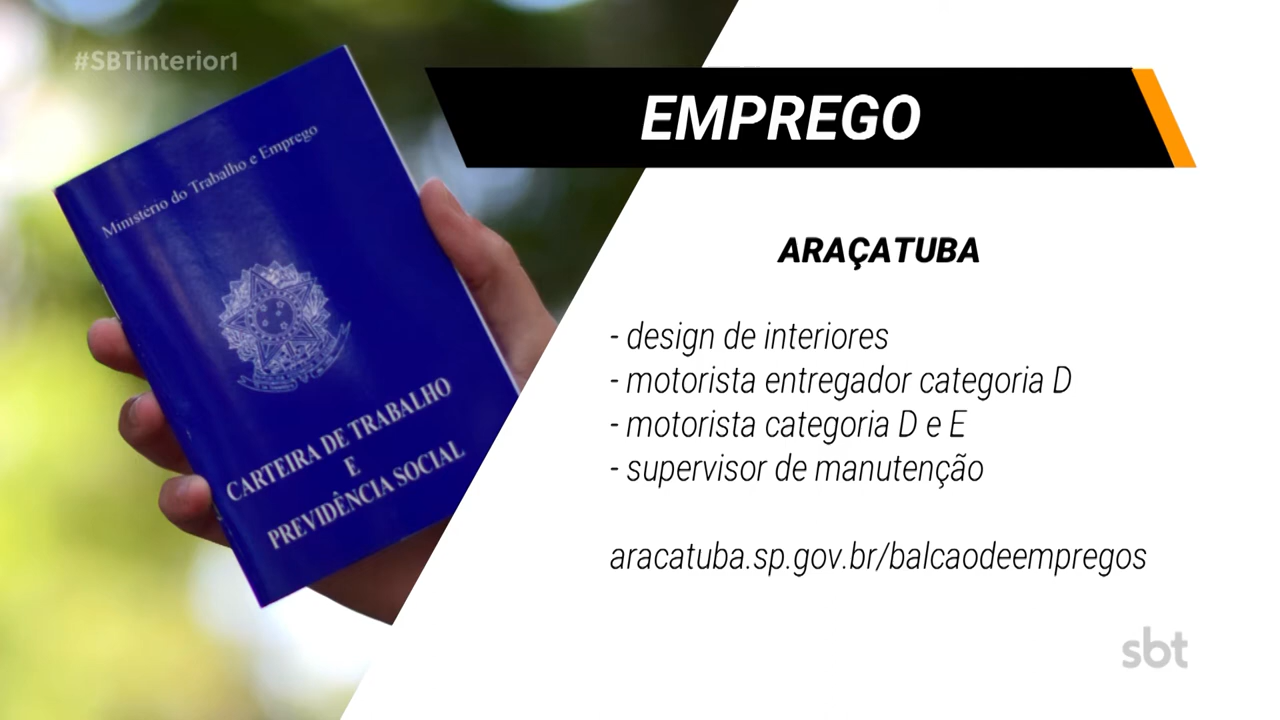 #SBTinterior1
EMPREGO
Ministério do Trabalho e Emprego
CARTEIRA DE TRABALHO
E
PREVIDÊNCIA SOCIAL
ARAÇATUBA
- design de interiores
- motorista entregador categoria D
- motorista categoria D e E
- supervisor de manutenção
aracatuba.sp.gov.br/balcaodeempregos
sbt